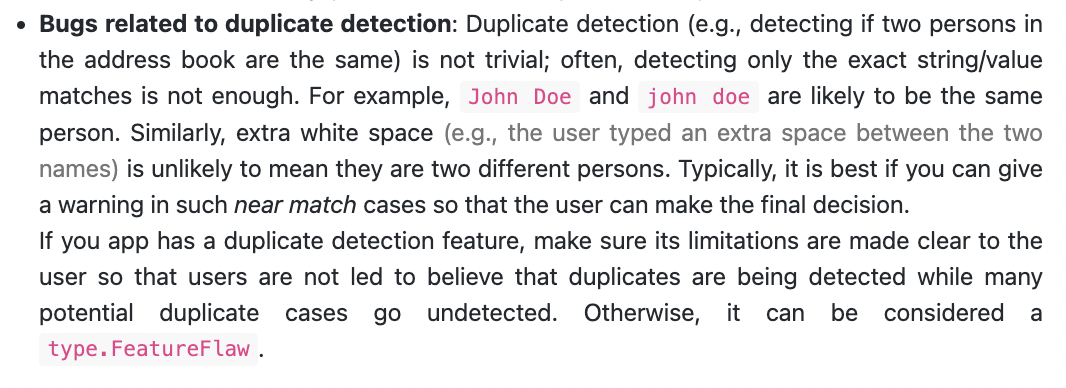 • Bugs related to duplicate detection: Duplicate detection (e.g., detecting if two persons in
the address book are the same) is not trivial; often, detecting only the exact string/value
matches is not enough. For example, John Doe and john doe are likely to be the same
person. Similarly, extra white space (e.g., the user typed an extra space between the two
names) is unlikely to mean they are two different persons. Typically, it is best if you can give
a warning in such near match cases so that the user can make the final decision.
If you app has a duplicate detection feature, make sure its limitations are made clear to the
user so that users are not led to believe that duplicates are being detected while many
potential duplicate cases go undetected. Otherwise, it can be considered a
type.FeatureFlaw.